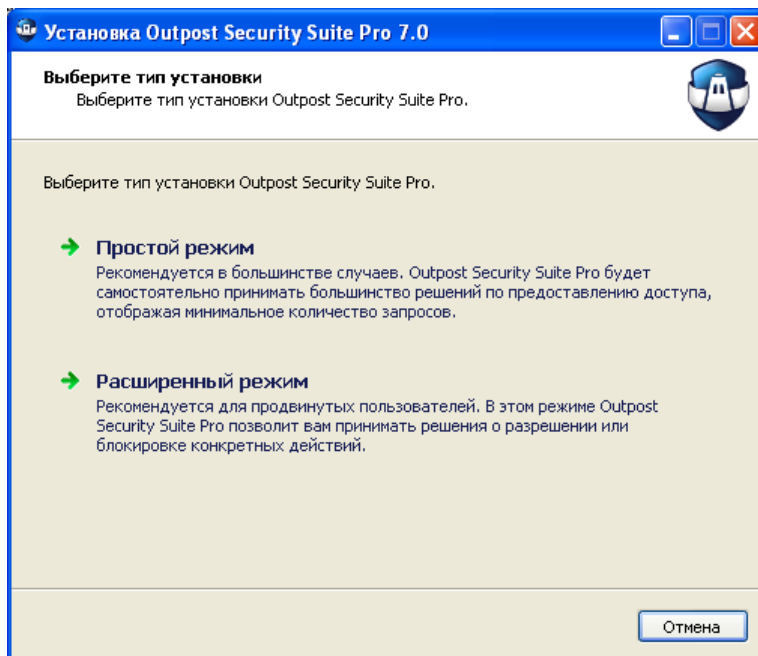 Установка Outpost Security Suite Pro 7.0
Выберите тип установки
Выберите тип установки Outpost Security Suite Pro.
Выберите тип установки Outpost Security Suite Pro.
Простой режим
Рекомендуется в большинстве случаев. Outpost Security Suite Pro будет
самостоятельно принимать большинство решений по предоставлению доступа,
отображая минимальное количество запросов.
Расширенный режим
Рекомендуется для продвинутых пользователей. В этом режиме Outpost
Security Suite Pro позволит вам принимать решения о разрешении или
блокировке конкретных действий.
Отмена